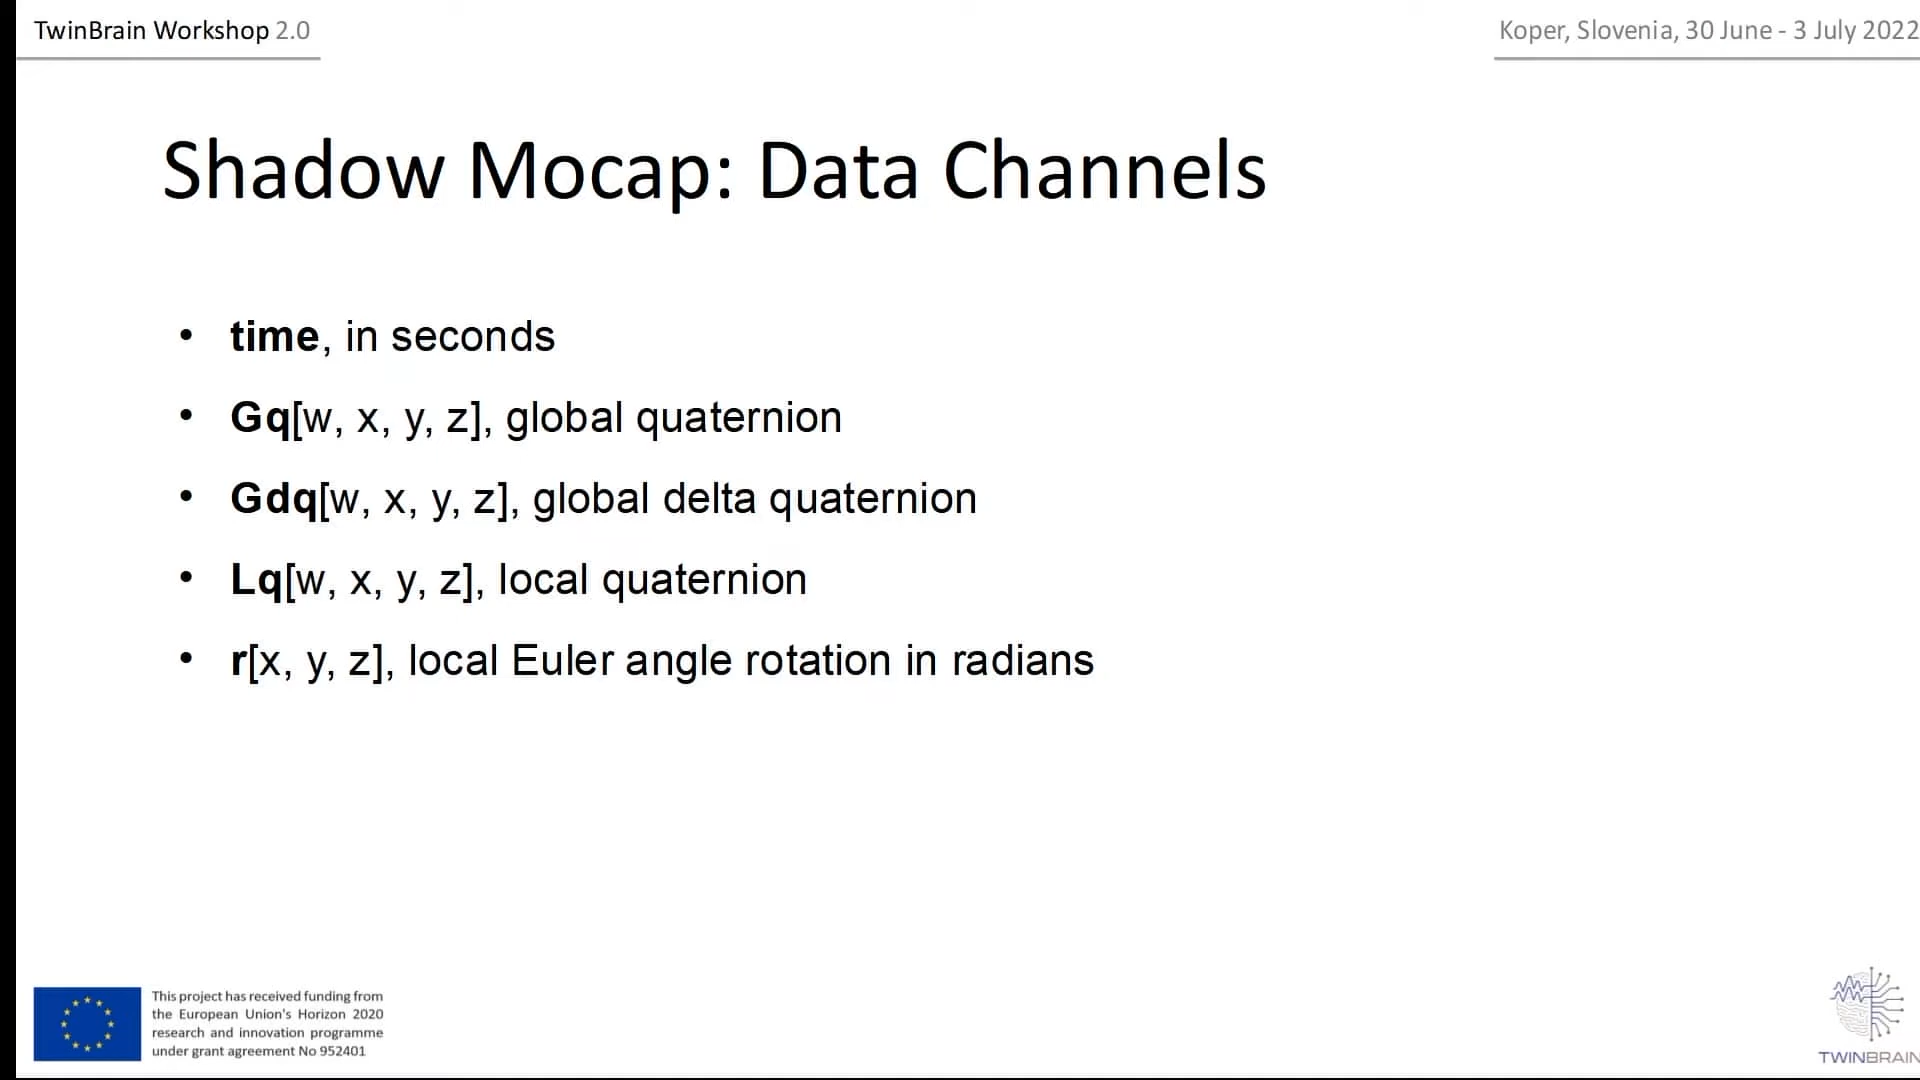 TwinBrain Workshop 2.0
Koper, Slovenia, 30 June - 3 July 2022
Shadow Mocap: Data Channels
• time, in seconds
• Gq[w, x, y, z], global quaternion
• Gdq[w, x, y, z], global delta quaternion
• Lq[w, x, y, z], local quaternion
• r[x, y, z], local Euler angle rotation in radians
This project has received funding from
the European Union's Horizon 2020
research and innovation programme
under grant agreement No 952401
TWINBRAIN